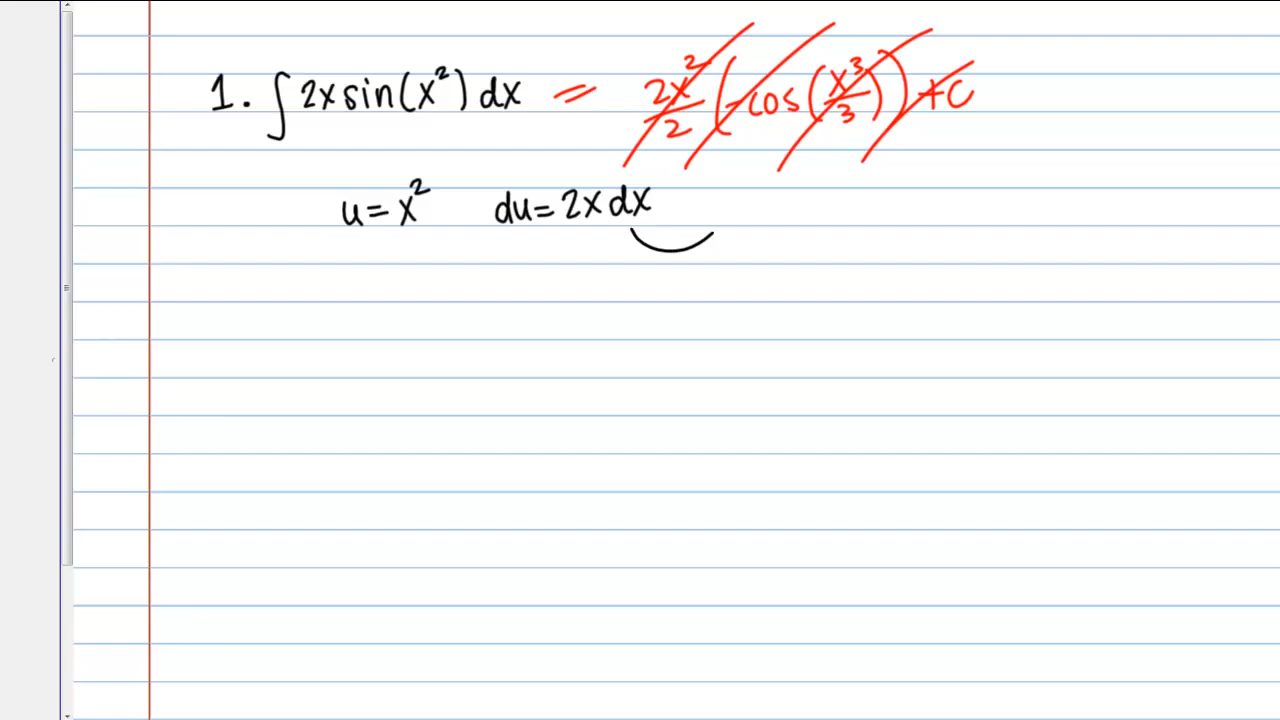 1. ∫ 2x sin(x²) dx = 2x²/2 (-cos(x³/3)) + C
u = x² du = 2x dx